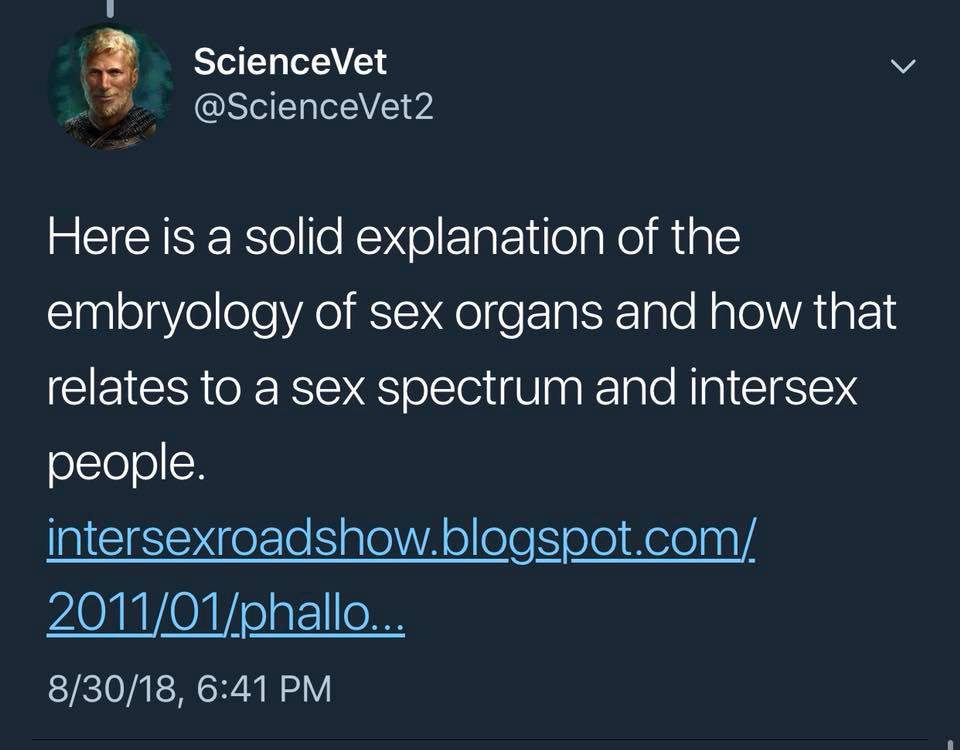 ScienceVet
@ScienceVet2
Here is a solid explanation of the
embryology of sex organs and how that
relates to a sex spectrum and intersex
people.
intersexroadshow.blogspot.com/
2011/01/phallo...
8/30/18, 6:41 PM